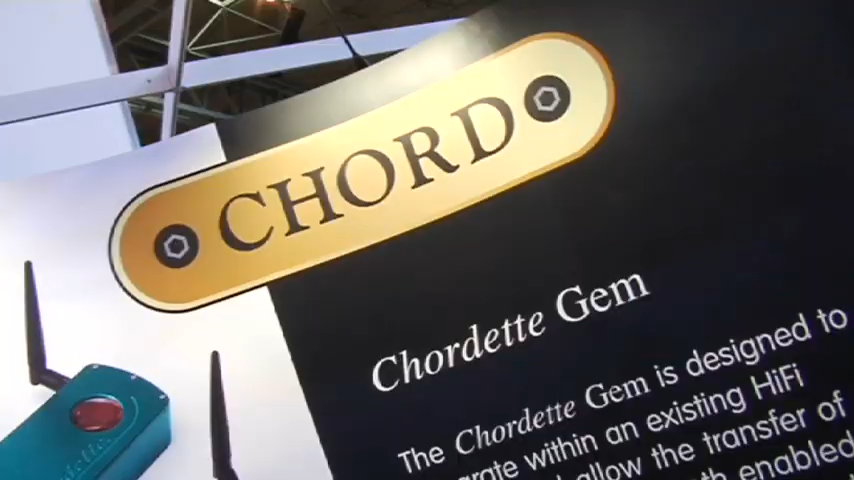 CHORD
Chordette Gem
The Chordette Gem is designed to
within an existing HiFi
allow the transfer of
enabled